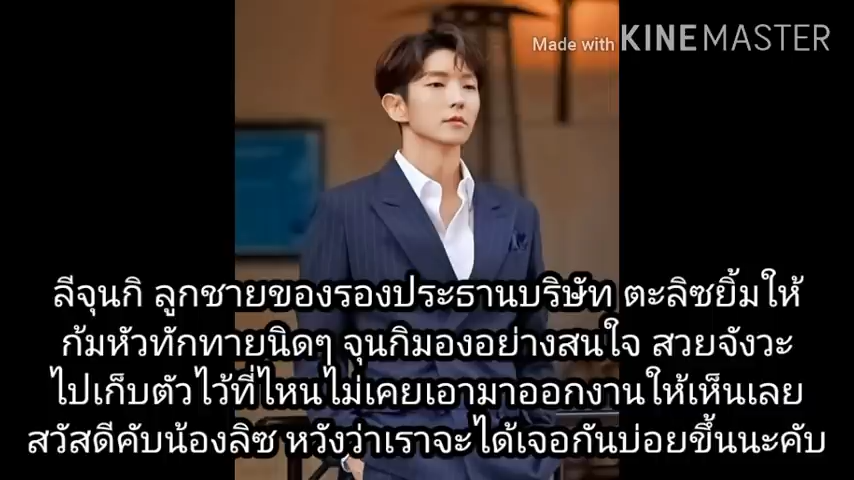 Made with KINEMASTER
ลีจุนกิ ลูกชายของรองประธานบริษัท ตะลิซยิ้มให้
ก้มหัวทักทายนิดๆ จุนกิมองอย่างสนใจ สวยจังวะ
ไปเก็บตัวไว้ที่ไหนไม่เคยเอามาออกงานให้เห็นเลย
สวัสดีคับน้องลิซ หวังว่าเราจะได้เจอกันบ่อยขึ้นนะคับ